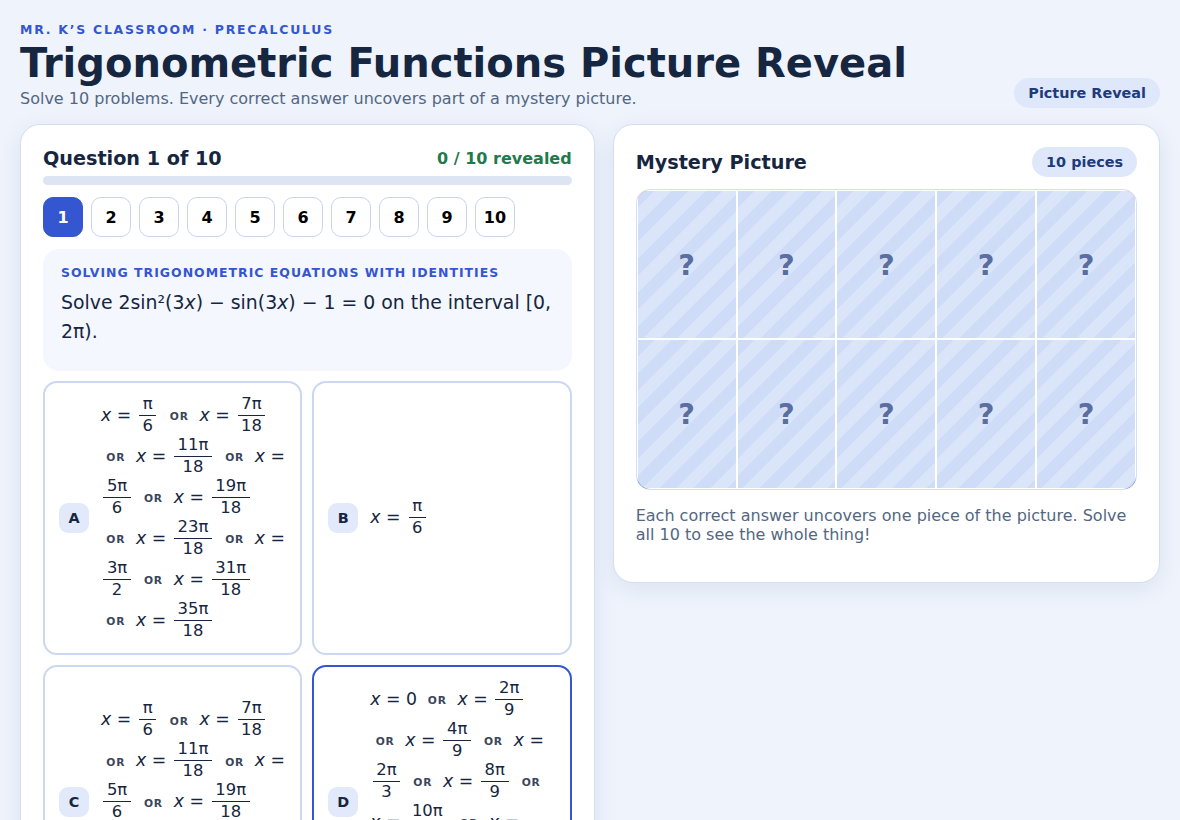 MR. K’S CLASSROOM · PRECALCULUS
Trigonometric Functions Picture Reveal
Solve 10 problems. Every correct answer uncovers part of a mystery picture.
Picture Reveal
Question 1 of 10
0 / 10 revealed
1 2 3 4 5 6 7 8 9 10
SOLVING TRIGONOMETRIC EQUATIONS WITH IDENTITIES
Solve 2sin²(3x) − sin(3x) − 1 = 0 on the interval [0,
2π).
A
x = π/6 OR x = 7π/18
OR x = 11π/18 OR x =
5π/6 OR x = 19π/18
OR x = 23π/18 OR x =
3π/2 OR x = 31π/18
OR x = 35π/18
B
x = π/6
C
x = π/6 OR x = 7π/18
OR x = 11π/18 OR x =
5π/6 OR x = 19π/18
D
x = 0 OR x = 2π/9
OR x = 4π/9 OR x =
2π/3 OR x = 8π/9 OR
10π
Mystery Picture
10 pieces
? ? ? ? ?
? ? ? ? ?
Each correct answer uncovers one piece of the picture. Solve
all 10 to see the whole thing!